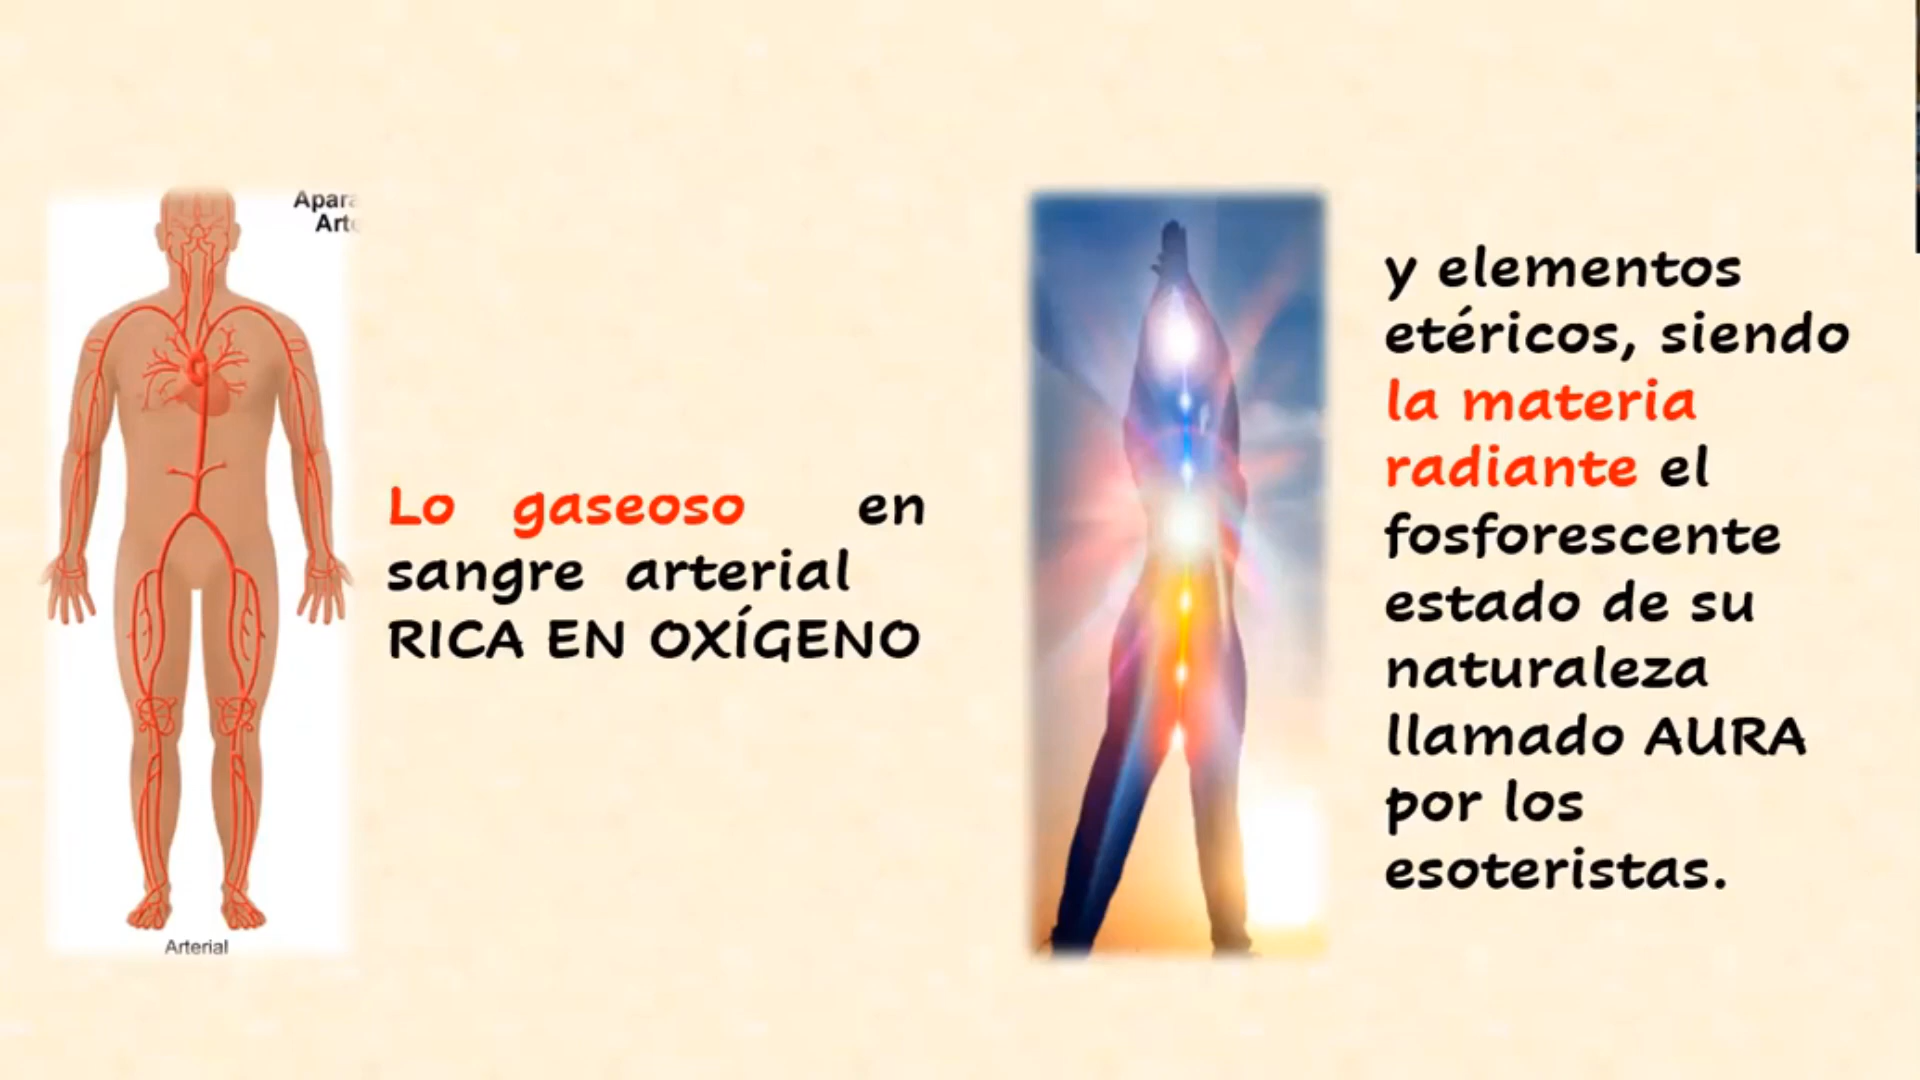 Lo gaseoso en
sangre arterial
RICA EN OXÍGENO
Arterial
y elementos
etéricos, siendo
la materia
radiante el
fosforescente
estado de su
naturaleza
llamado AURA
por los
esoteristas.